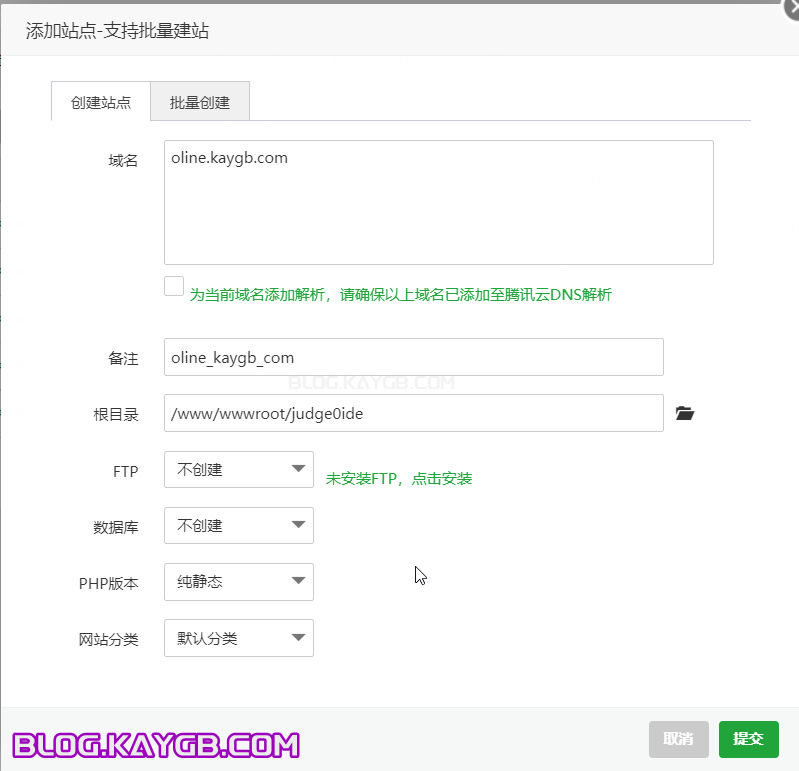 添加站点-支持批量建站
创建站点 批量创建
域名 oline.kaygb.com
为当前域名添加解析，请确保以上域名已添加至腾讯云DNS解析
备注 oline_kaygb_com
BLOG.KAYGB.COM
根目录 /www/wwwroot/judge0ide
FTP 不创建 未安装FTP，点击安装
数据库 不创建
PHP版本 纯静态
网站分类 默认分类
BLOG.KAYGB.COM 取消 提交